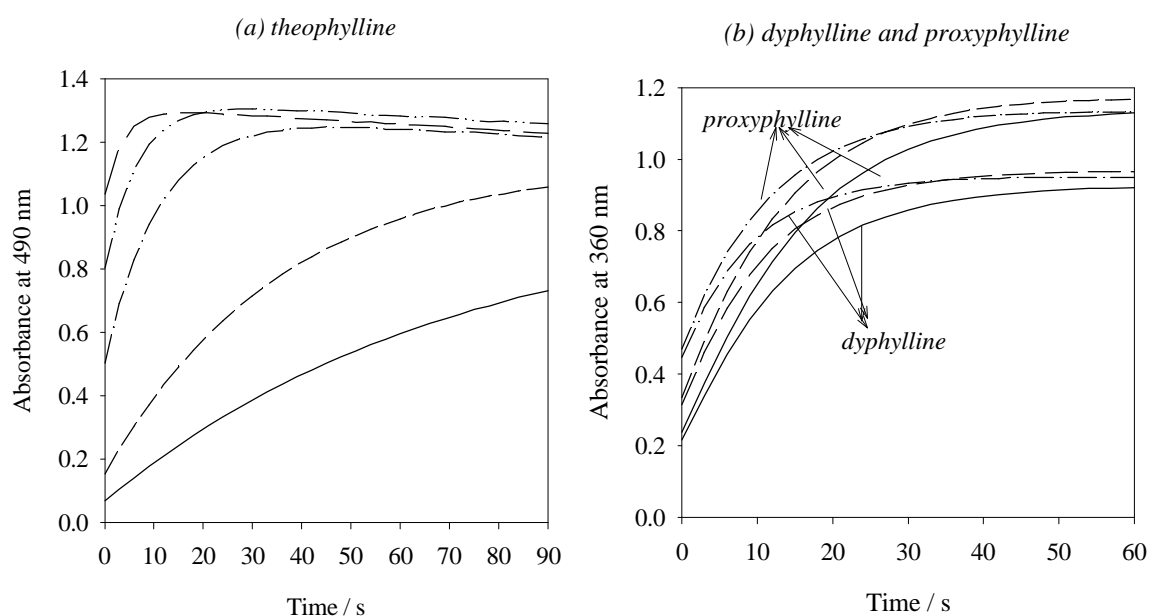 (a) theophylline
Absorbance at 490 nm
1.4
1.2
1.0
0.8
0.6
0.4
0.2
0.0
0 10 20 30 40 50 60 70 80 90
Time / s
(b) dyphylline and proxyphylline
Absorbance at 360 nm
1.2
1.0
0.8
0.6
0.4
0.2
0.0
proxyphylline
dyphylline
0 10 20 30 40 50 60
Time / s